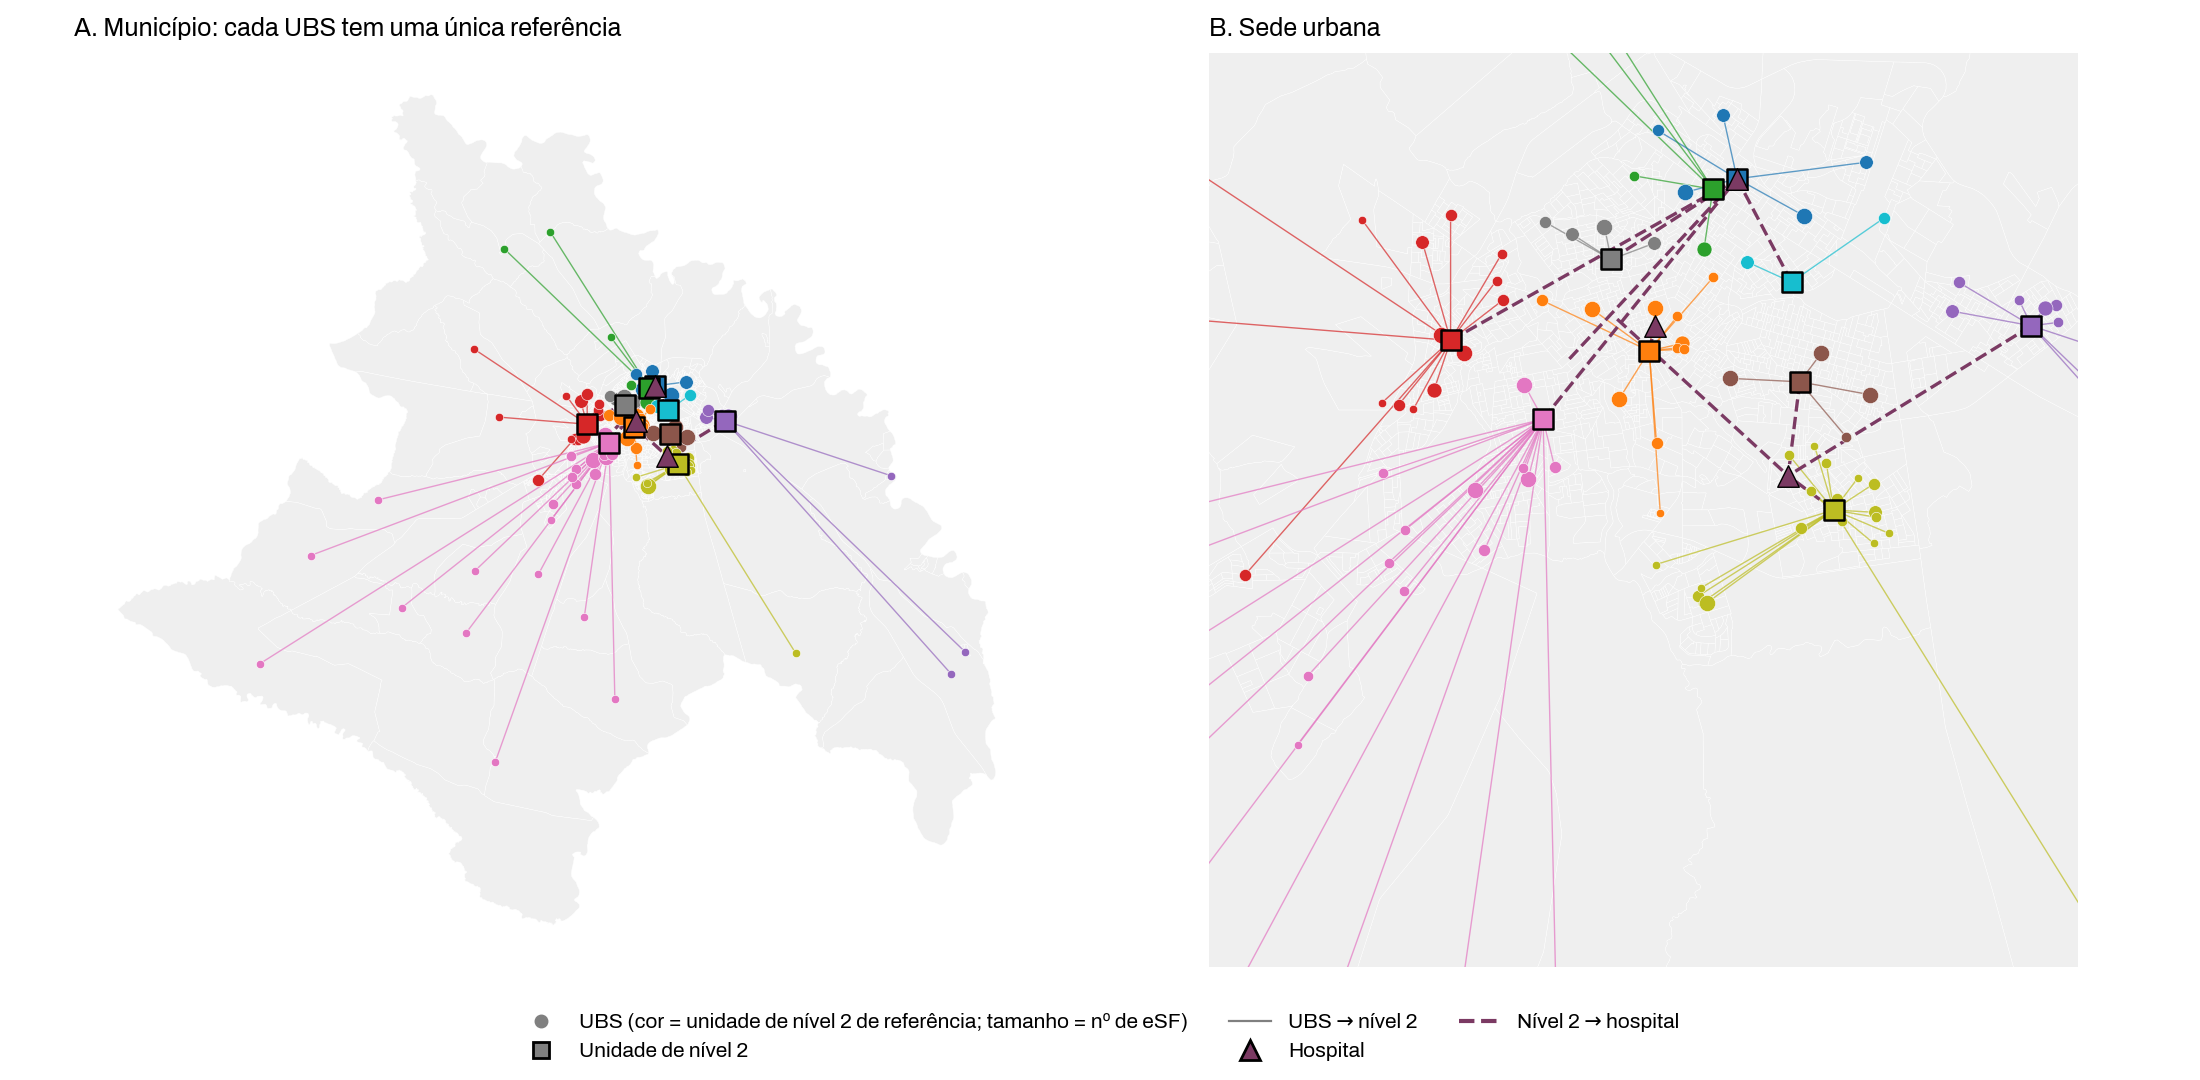 A. Município: cada UBS tem uma única referência
B. Sede urbana
UBS (cor = unidade de nível 2 de referência; tamanho = nº de eSF)
Unidade de nível 2
UBS → nível 2
Hospital
Nível 2 → hospital